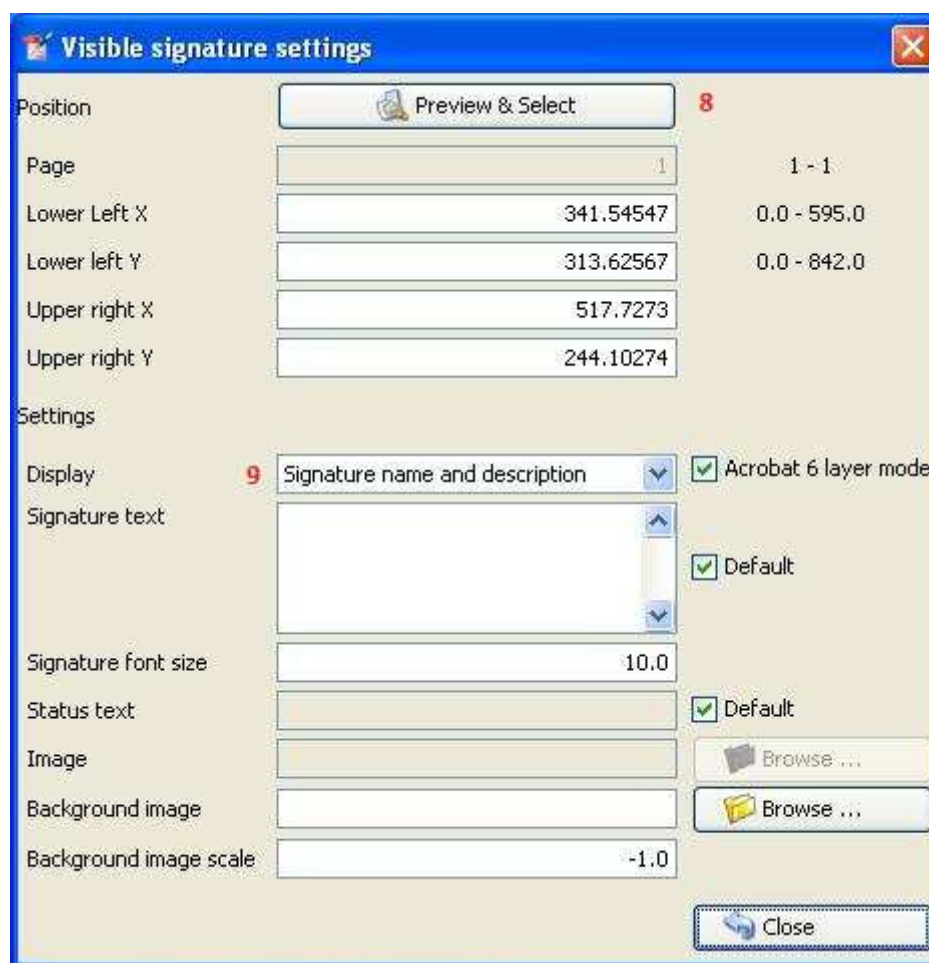 Visible signature settings
Position Preview & Select 8
Page 1 1 - 1
Lower Left X 341.54547 0.0 - 595.0
Lower left Y 313.62567 0.0 - 842.0
Upper right X 517.7273
Upper right Y 244.10274
Settings
Display 9 Signature name and description Acrobat 6 layer mode
Signature text
Default
Signature font size 10.0
Status text Default
Image Browse ...
Background image Browse ...
Background image scale -1.0
Close